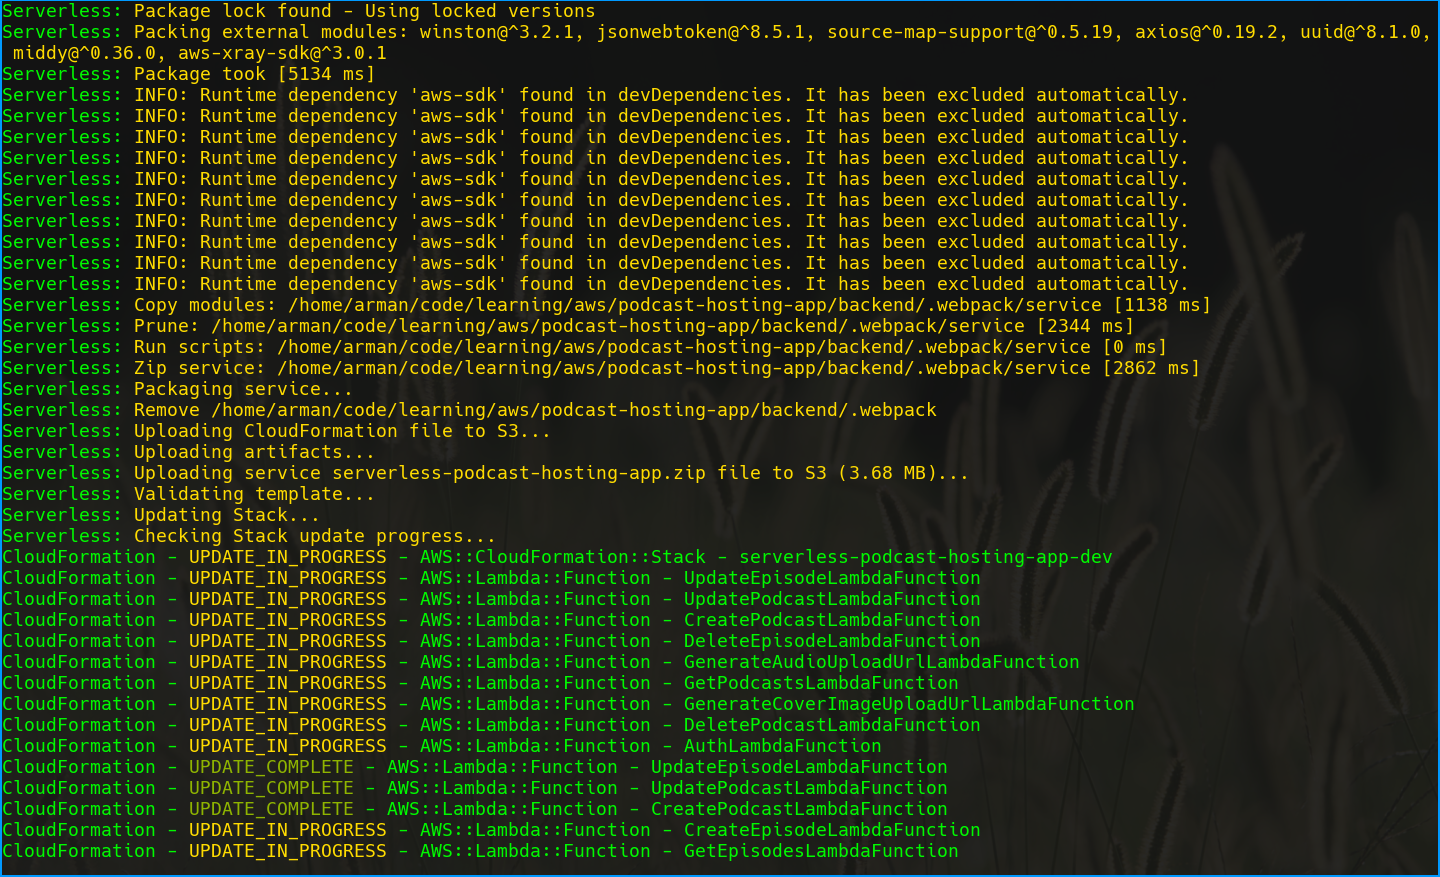 Serverless: Package lock found - Using locked versions
Serverless: Packing external modules: winston@^3.2.1, jsonwebtoken@^8.5.1, source-map-support@^0.5.19, axios@^0.19.2, uuid@^8.1.0,
 middy@^0.36.0, aws-xray-sdk@^3.0.1
Serverless: Package took [5134 ms]
Serverless: INFO: Runtime dependency 'aws-sdk' found in devDependencies. It has been excluded automatically.
Serverless: INFO: Runtime dependency 'aws-sdk' found in devDependencies. It has been excluded automatically.
Serverless: INFO: Runtime dependency 'aws-sdk' found in devDependencies. It has been excluded automatically.
Serverless: INFO: Runtime dependency 'aws-sdk' found in devDependencies. It has been excluded automatically.
Serverless: INFO: Runtime dependency 'aws-sdk' found in devDependencies. It has been excluded automatically.
Serverless: INFO: Runtime dependency 'aws-sdk' found in devDependencies. It has been excluded automatically.
Serverless: INFO: Runtime dependency 'aws-sdk' found in devDependencies. It has been excluded automatically.
Serverless: INFO: Runtime dependency 'aws-sdk' found in devDependencies. It has been excluded automatically.
Serverless: INFO: Runtime dependency 'aws-sdk' found in devDependencies. It has been excluded automatically.
Serverless: INFO: Runtime dependency 'aws-sdk' found in devDependencies. It has been excluded automatically.
Serverless: Copy modules: /home/arman/code/learning/aws/podcast-hosting-app/backend/.webpack/service [1138 ms]
Serverless: Prune: /home/arman/code/learning/aws/podcast-hosting-app/backend/.webpack/service [2344 ms]
Serverless: Run scripts: /home/arman/code/learning/aws/podcast-hosting-app/backend/.webpack/service [0 ms]
Serverless: Zip service: /home/arman/code/learning/aws/podcast-hosting-app/backend/.webpack/service [2862 ms]
Serverless: Packaging service...
Serverless: Remove /home/arman/code/learning/aws/podcast-hosting-app/backend/.webpack
Serverless: Uploading CloudFormation file to S3...
Serverless: Uploading artifacts...
Serverless: Uploading service serverless-podcast-hosting-app.zip file to S3 (3.68 MB)...
Serverless: Validating template...
Serverless: Updating Stack...
Serverless: Checking Stack update progress...
CloudFormation - UPDATE_IN_PROGRESS - AWS::CloudFormation::Stack - serverless-podcast-hosting-app-dev
CloudFormation - UPDATE_IN_PROGRESS - AWS::Lambda::Function - UpdateEpisodeLambdaFunction
CloudFormation - UPDATE_IN_PROGRESS - AWS::Lambda::Function - UpdatePodcastLambdaFunction
CloudFormation - UPDATE_IN_PROGRESS - AWS::Lambda::Function - CreatePodcastLambdaFunction
CloudFormation - UPDATE_IN_PROGRESS - AWS::Lambda::Function - DeleteEpisodeLambdaFunction
CloudFormation - UPDATE_IN_PROGRESS - AWS::Lambda::Function - GenerateAudioUploadUrlLambdaFunction
CloudFormation - UPDATE_IN_PROGRESS - AWS::Lambda::Function - GetPodcastsLambdaFunction
CloudFormation - UPDATE_IN_PROGRESS - AWS::Lambda::Function - GenerateCoverImageUploadUrlLambdaFunction
CloudFormation - UPDATE_IN_PROGRESS - AWS::Lambda::Function - DeletePodcastLambdaFunction
CloudFormation - UPDATE_IN_PROGRESS - AWS::Lambda::Function - AuthLambdaFunction
CloudFormation - UPDATE_COMPLETE - AWS::Lambda::Function - UpdateEpisodeLambdaFunction
CloudFormation - UPDATE_COMPLETE - AWS::Lambda::Function - UpdatePodcastLambdaFunction
CloudFormation - UPDATE_COMPLETE - AWS::Lambda::Function - CreatePodcastLambdaFunction
CloudFormation - UPDATE_IN_PROGRESS - AWS::Lambda::Function - CreateEpisodeLambdaFunction
CloudFormation - UPDATE_IN_PROGRESS - AWS::Lambda::Function - GetEpisodesLambdaFunction